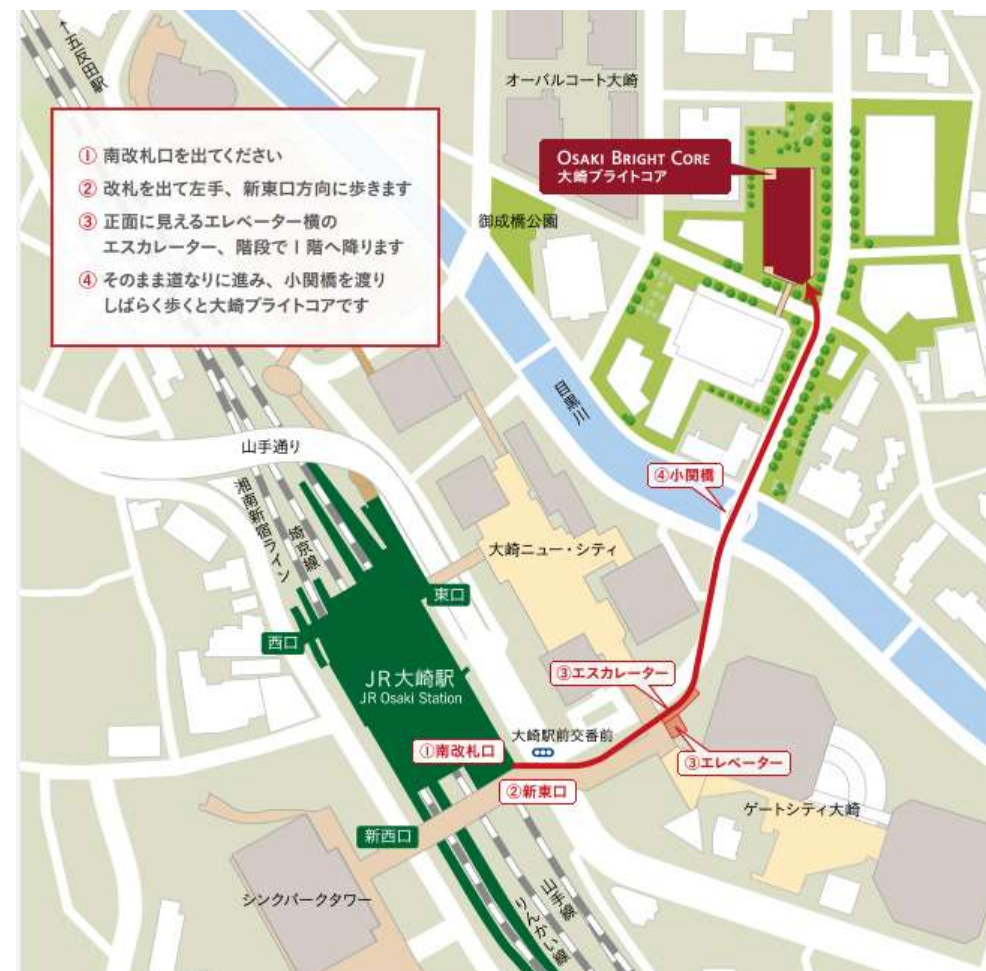 ←五反田駅
① 南改札口を出てください
② 改札を出て左手、新東口方向に歩きます
③ 正面に見えるエレベーター横の
エスカレーター、階段で1階へ降ります
④ そのまま道なりに進み、小関橋を渡り
しばらく歩くと大崎ブライトコアです
オーバルコート大崎
OSAKI BRIGHT CORE
大崎ブライトコア
御成橋公園
目黒川
山手通り
湘南新宿ライン
埼京線
④小関橋
大崎ニュー・シティ
東口
西口
JR大崎駅
JR Osaki Station
③エスカレーター
大崎駅前交番前
①南改札口
③エレベーター
②新東口
ゲートシティ大崎
新西口
シンクパークタワー
山手線
りんかい線